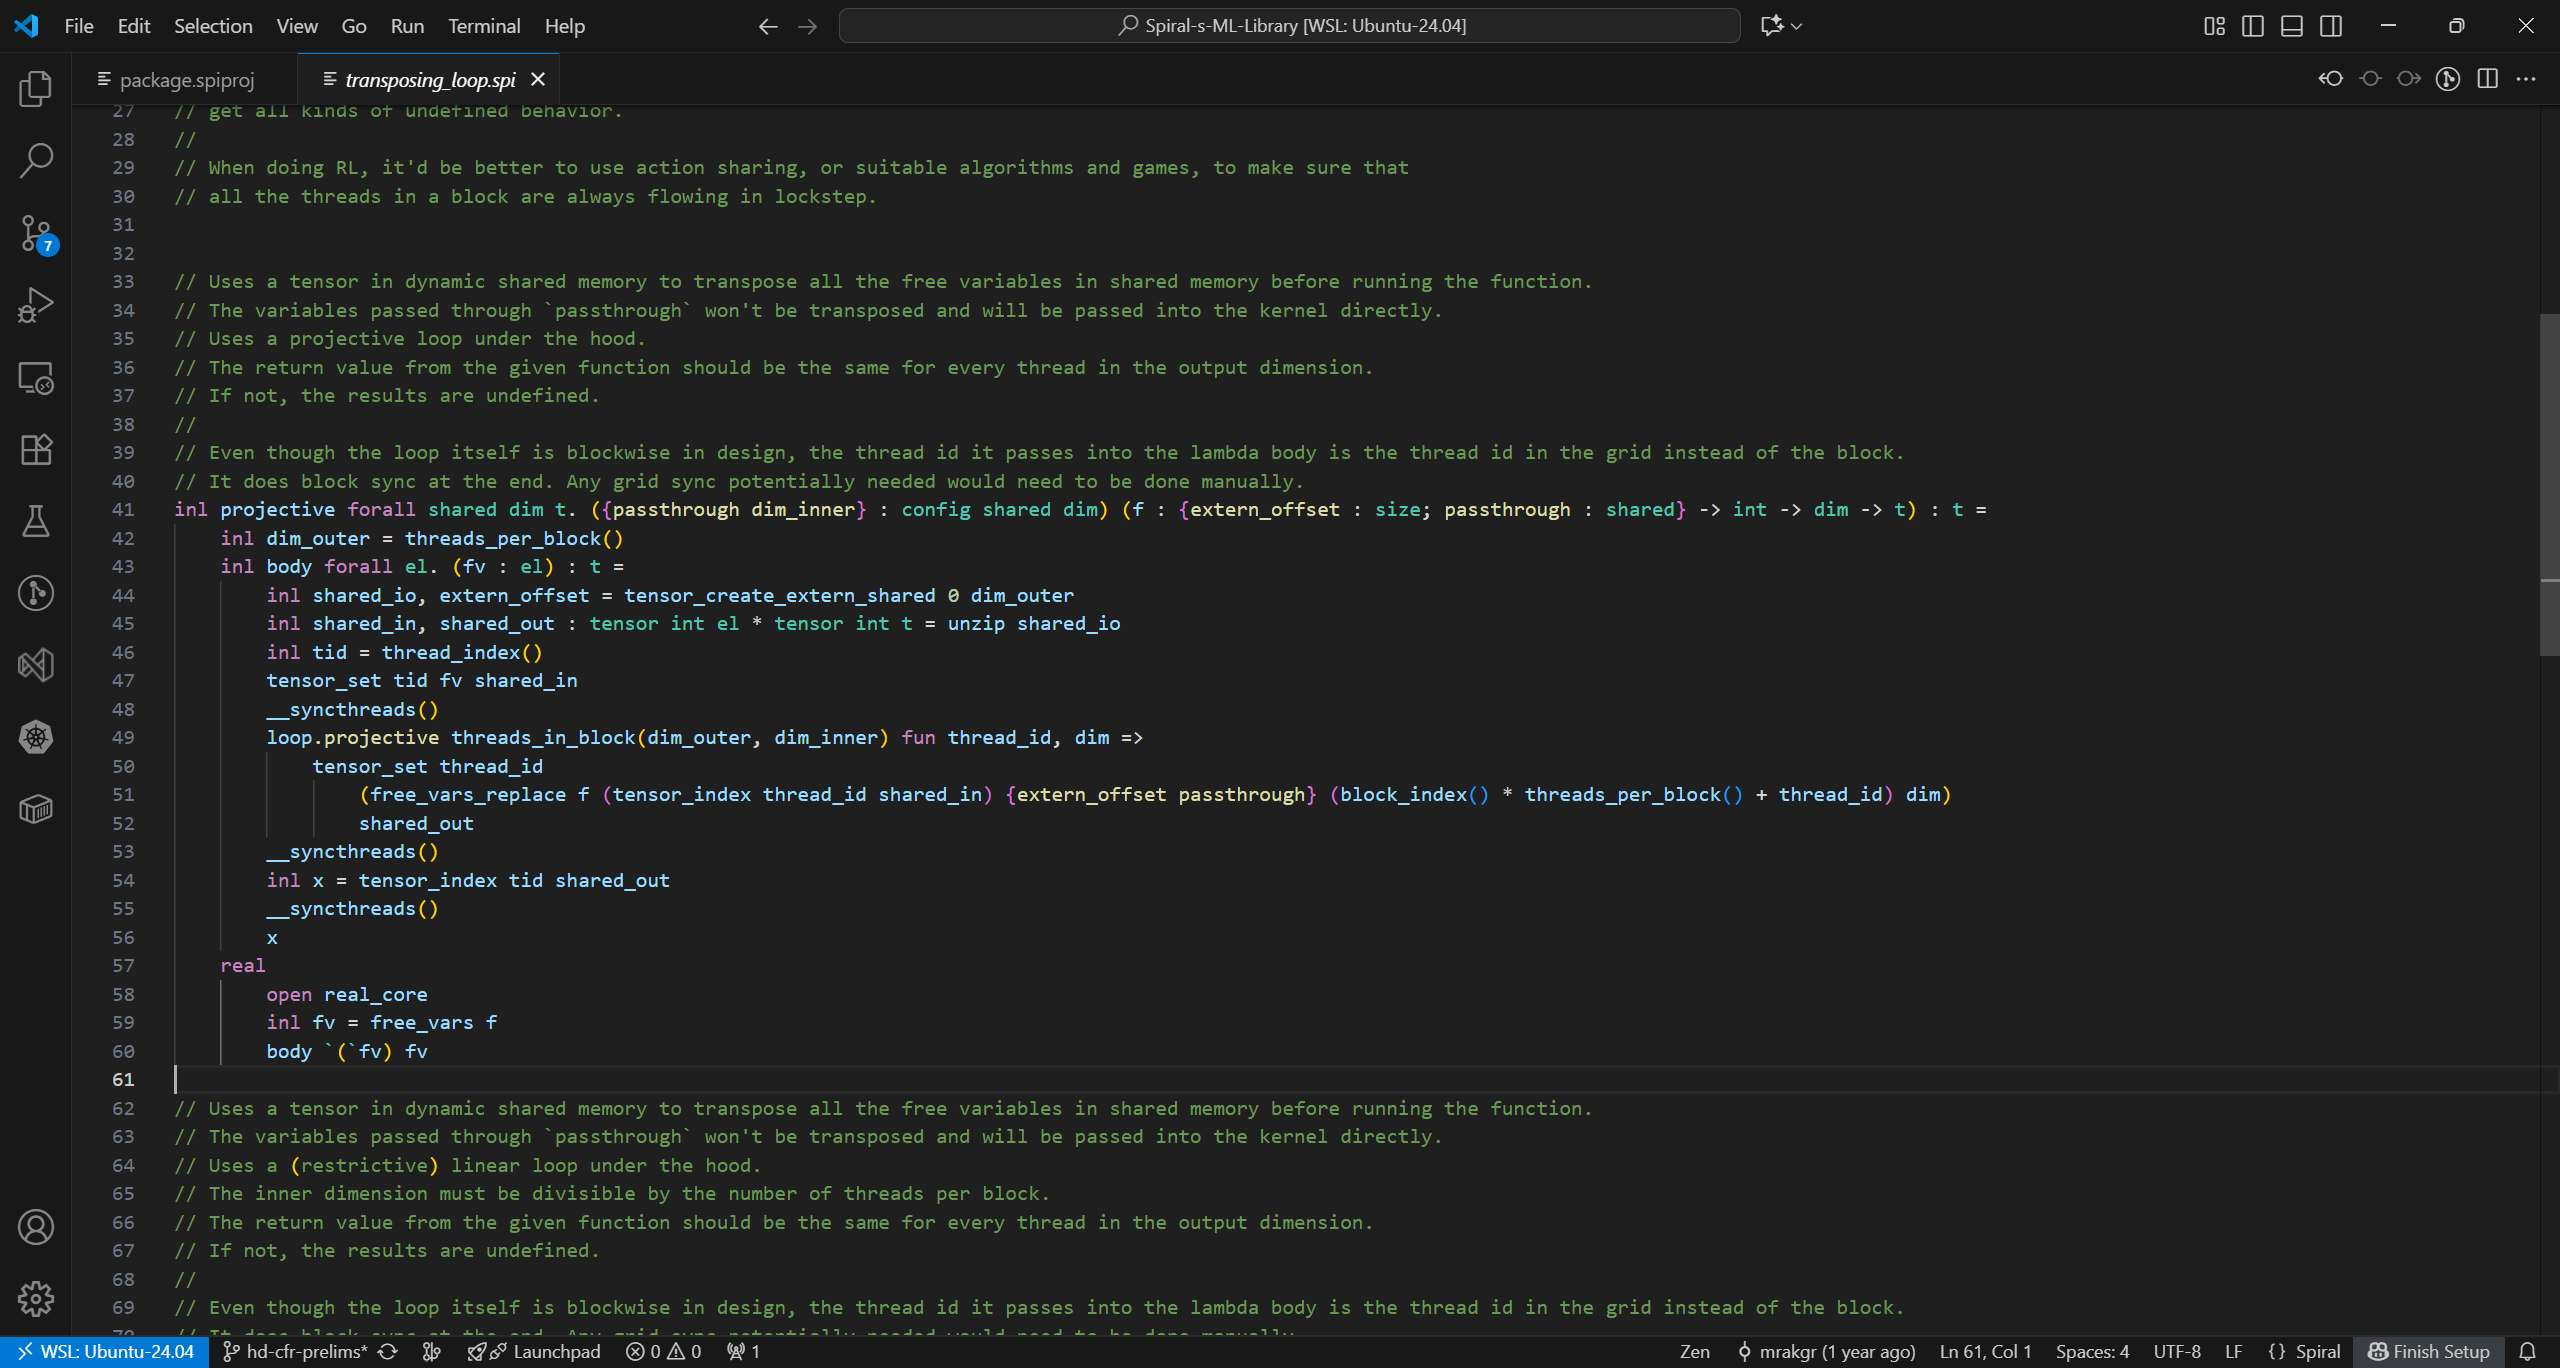 File Edit Selection View Go Run Terminal Help
Spiral-s-ML-Library [WSL: Ubuntu-24.04]
package.spiproj
transposing_loop.spi
27 // get all kinds of undefined behavior.
28 //
29 // When doing RL, it'd be better to use action sharing, or suitable algorithms and games, to make sure that
30 // all the threads in a block are always flowing in lockstep.
31
32
33 // Uses a tensor in dynamic shared memory to transpose all the free variables in shared memory before running the function.
34 // The variables passed through `passthrough` won't be transposed and will be passed into the kernel directly.
35 // Uses a projective loop under the hood.
36 // The return value from the given function should be the same for every thread in the output dimension.
37 // If not, the results are undefined.
38 //
39 // Even though the loop itself is blockwise in design, the thread id it passes into the lambda body is the thread id in the grid instead of the block.
40 // It does block sync at the end. Any grid sync potentially needed would need to be done manually.
41 inl projective forall shared dim t. ({passthrough dim_inner} : config shared dim) (f : {extern_offset : size; passthrough : shared} -> int -> dim -> t) : t =
42     inl dim_outer = threads_per_block()
43     inl body forall el. (fv : el) : t =
44         inl shared_io, extern_offset = tensor_create_extern_shared 0 dim_outer
45         inl shared_in, shared_out : tensor int el * tensor int t = unzip shared_io
46         inl tid = thread_index()
47         tensor_set tid fv shared_in
48         __syncthreads()
49         loop.projective threads_in_block(dim_outer, dim_inner) fun thread_id, dim =>
50             tensor_set thread_id
51                 (free_vars_replace f (tensor_index thread_id shared_in) {extern_offset passthrough} (block_index() * threads_per_block() + thread_id) dim)
52                 shared_out
53         __syncthreads()
54         inl x = tensor_index tid shared_out
55         __syncthreads()
56         x
57     real
58         open real_core
59         inl fv = free_vars f
60         body `(`fv) fv
61
62 // Uses a tensor in dynamic shared memory to transpose all the free variables in shared memory before running the function.
63 // The variables passed through `passthrough` won't be transposed and will be passed into the kernel directly.
64 // Uses a (restrictive) linear loop under the hood.
65 // The inner dimension must be divisible by the number of threads per block.
66 // The return value from the given function should be the same for every thread in the output dimension.
67 // If not, the results are undefined.
68 //
69 // Even though the loop itself is blockwise in design, the thread id it passes into the lambda body is the thread id in the grid instead of the block.
70 // It does block sync at the end. Any grid sync potentially needed would need to be done manually.
7
WSL: Ubuntu-24.04 hd-cfr-prelims* Launchpad 0 0 1 Zen mrakgr (1 year ago) Ln 61, Col 1 Spaces: 4 UTF-8 LF {} Spiral Finish Setup